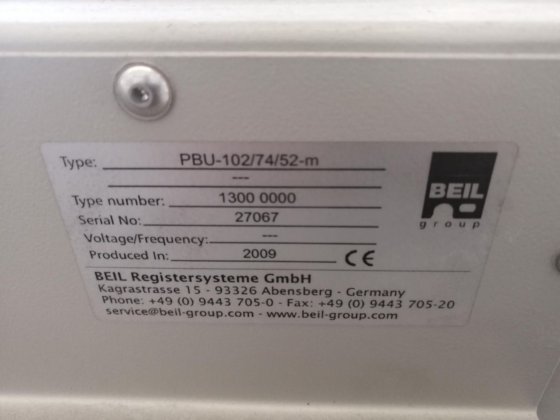 Type: PBU-102/74/52-m
---
Type number: 1300 0000
Serial No: 27067
Voltage/Frequency: ---
Produced In: 2009 CE
BEIL
group
BEIL Registersysteme GmbH
Kagrastrasse 15 - 93326 Abensberg - Germany
Phone: +49 (0) 9443 705-0 - Fax: +49 (0) 9443 705-20
service@beil-group.com - www.beil-group.com